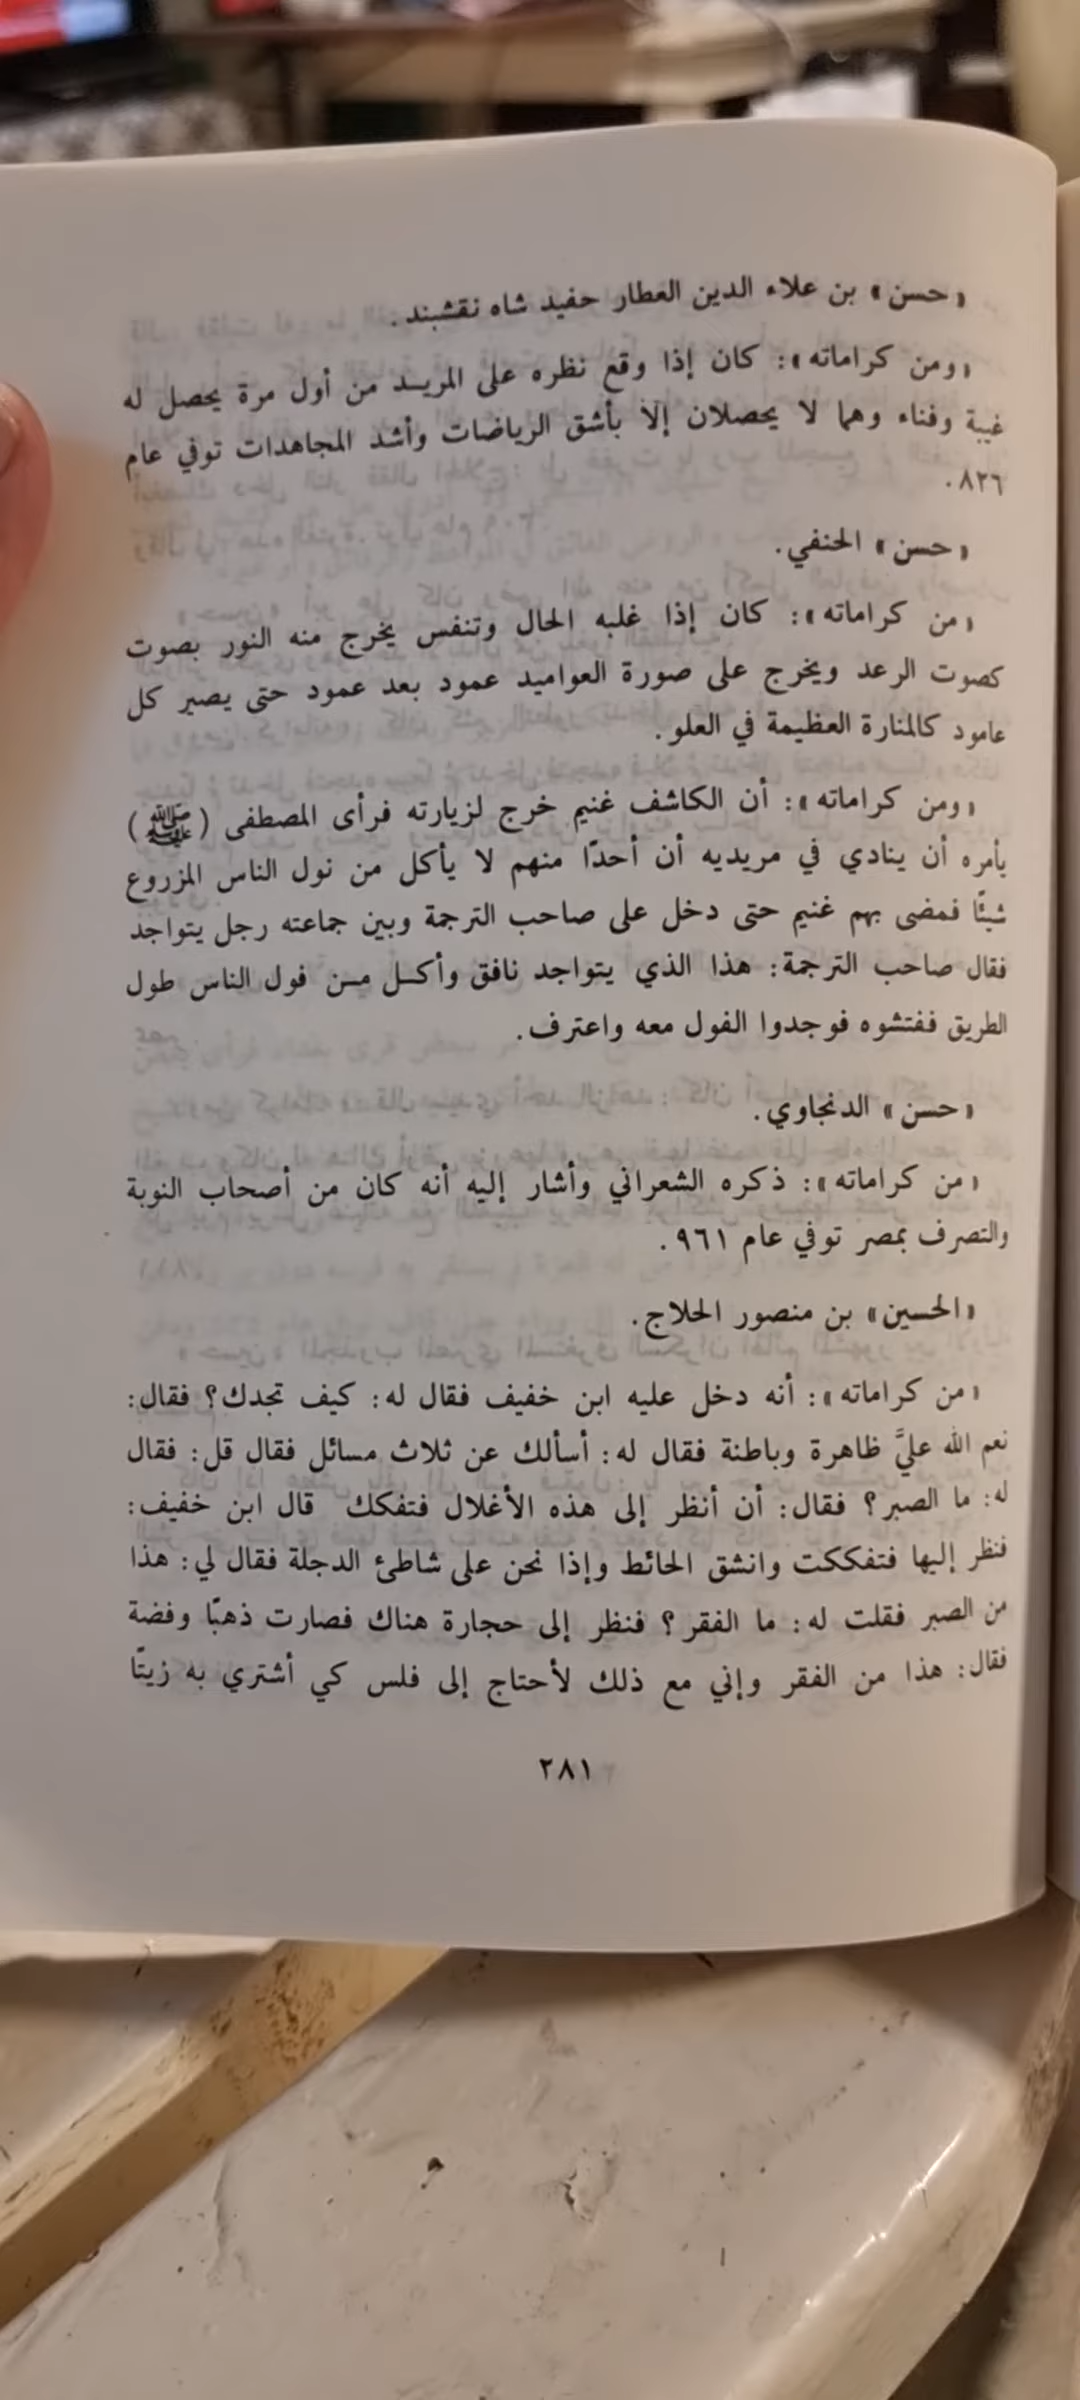 «حسن» بن علاء الدين العطار حفيد شاه نقشبند.
«ومن كراماته»: كان إذا وقع نظره على المريد من أول مرة يحصل له
غيبة وفناء وهما لا يحصلان إلا بأشق الرياضات وأشد المجاهدات توفي عام
٨٢٦.
«حسن» الحنفي.
«من كراماته»: كان إذا غلبه الحال وتنفس يخرج منه النور بصوت
كصوت الرعد ويخرج على صورة العواميد عمود بعد عمود حتى يصير كل
عامود كالمنارة العظيمة في العلو.
«ومن كراماته»: أن الكاشف غنيم خرج لزيارته فرأى المصطفى (ﷺ)
يأمره أن ينادي في مريديه أن أحدًا منهم لا يأكل من نول الناس المزروع
شيئًا فمضى بهم غنيم حتى دخل على صاحب الترجمة وبين جماعته رجل يتواجد
فقال صاحب الترجمة: هذا الذي يتواجد نافق وأكل من فول الناس طول
الطريق ففتشوه فوجدوا الفول معه واعترف.
«حسن» الدنجاوي.
«من كراماته»: ذكره الشعراني وأشار إليه أنه كان من أصحاب النوبة
والتصرف بمصر توفي عام ٩٦١.
«الحسين» بن منصور الحلاج.
«من كراماته»: أنه دخل عليه ابن خفيف فقال له: كيف تجدك؟ فقال:
نعم الله عليَّ ظاهرة وباطنة فقال له: أسألك عن ثلاث مسائل فقال قل: فقال
له: ما الصبر؟ فقال: أن أنظر إلى هذه الأغلال فتفكك قال ابن خفيف:
فنظر إليها فتفككت وانشق الحائط وإذا نحن على شاطئ الدجلة فقال لي: هذا
من الصبر فقلت له: ما الفقر؟ فنظر إلى حجارة هناك فصارت ذهبًا وفضة
فقال: هذا من الفقر وإني مع ذلك لأحتاج إلى فلس كي أشتري به زيتًا
٢٨١